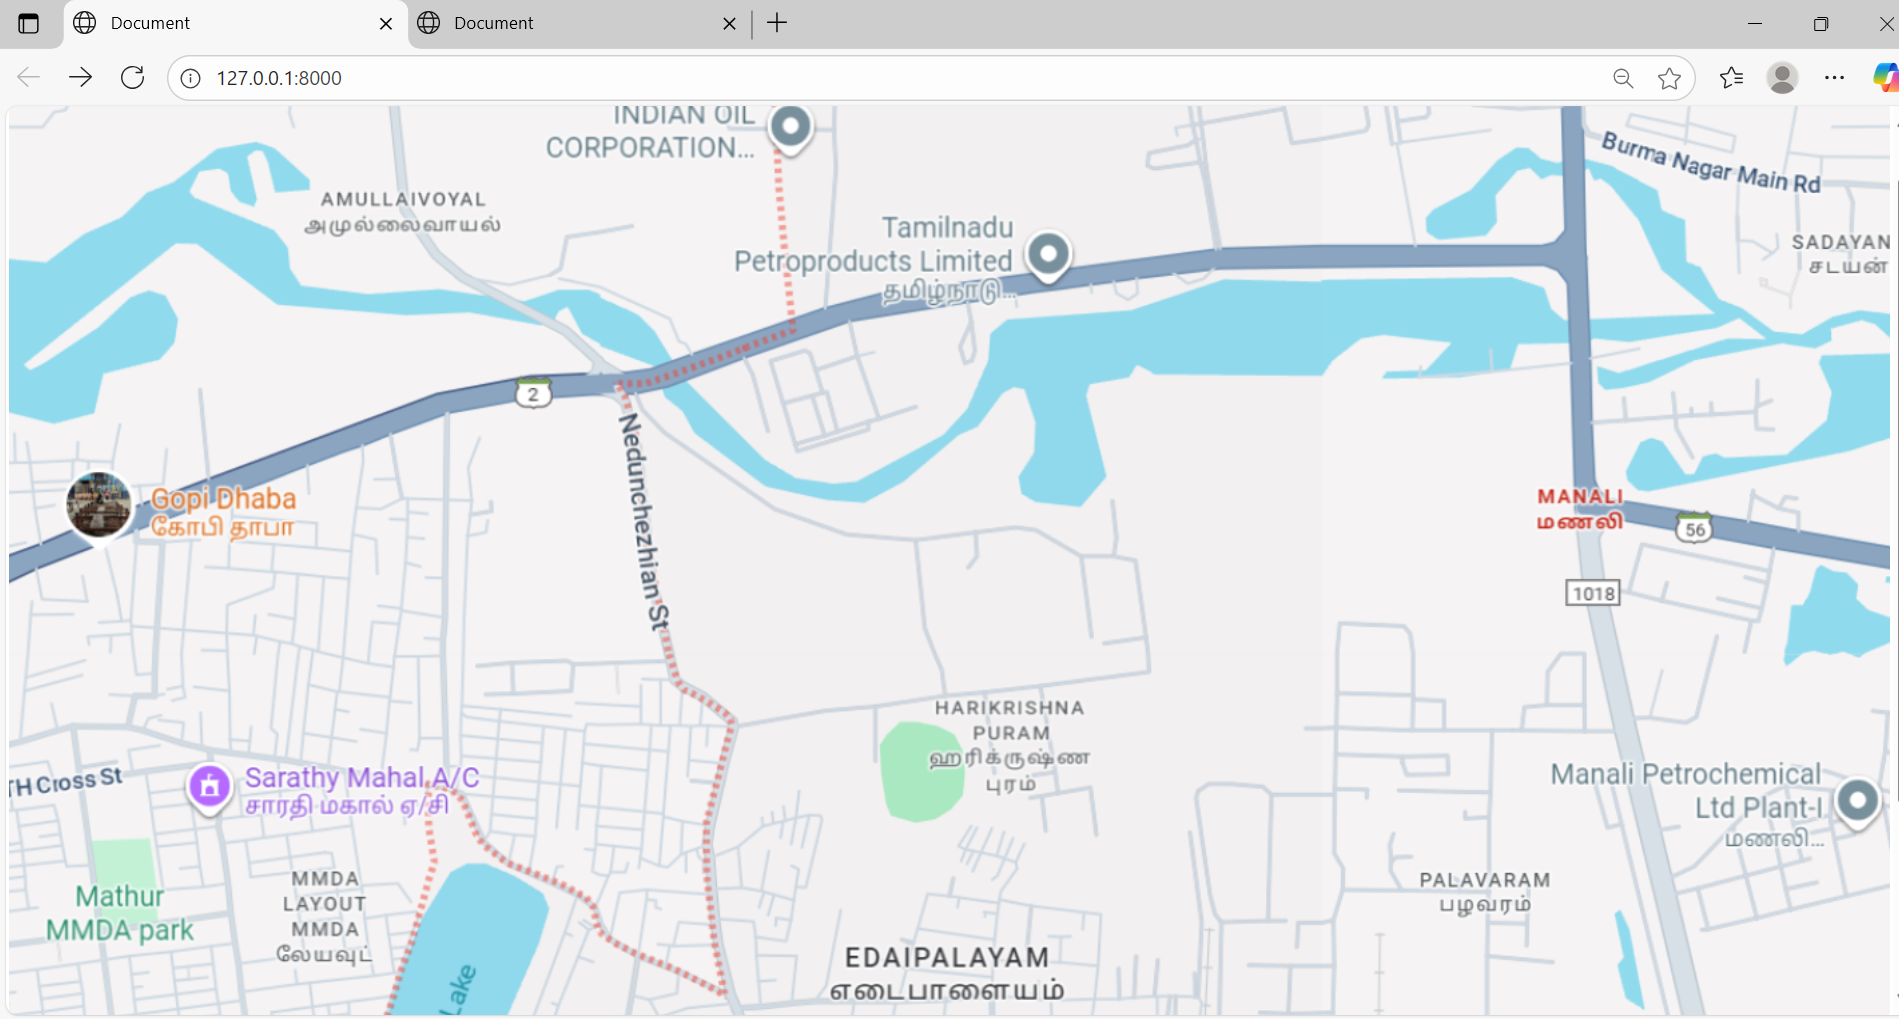 Document
Document
127.0.0.1:8000
INDIAN OIL
CORPORATION...
Burma Nagar Main Rd
AMULLAIVOYAL
அமுல்லைவாயல்
Tamilnadu
Petroproducts Limited
தமிழ்நாடு...
SADAYAN
சடயன்
2
Nedunchezhian St
Gopi Dhaba
கோபி தாபா
MANALI
மணலி
56
1018
HARIKRISHNA
PURAM
ஹரிக்ருஷ்ண
புரம்
TH Cross St
Sarathy Mahal A/C
சாரதி மகால் ஏ/சி
Manali Petrochemical
Ltd Plant-I
மணலி...
Mathur
MMDA park
MMDA
LAYOUT
MMDA
லேயவுட்
PALAVARAM
பழவரம்
EDAIPALAYAM
எடைபாளையம்
Lake